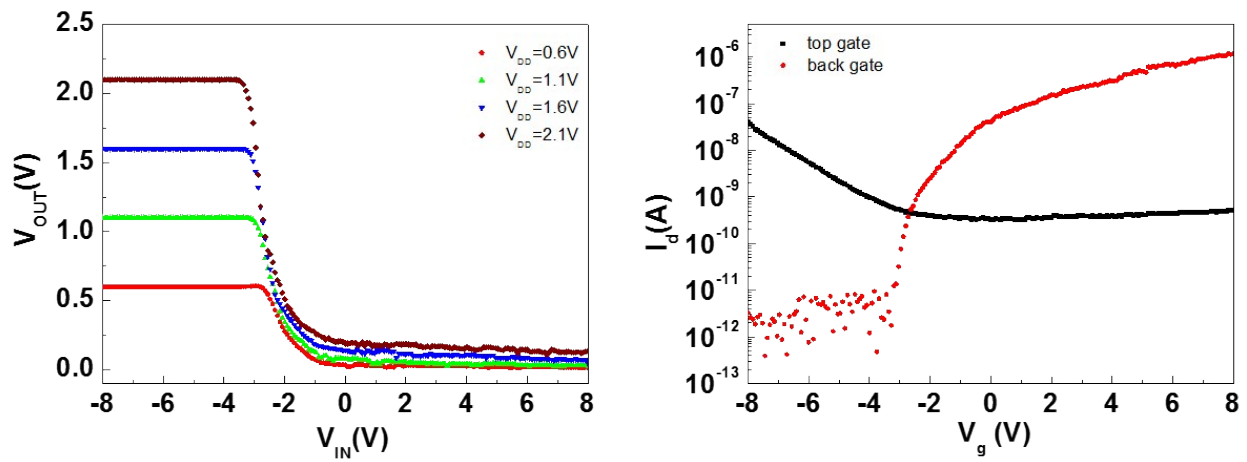 2.5
2.0
1.5
1.0
0.5
0.0
V_OUT(V)
V_DD=0.6V
V_DD=1.1V
V_DD=1.6V
V_DD=2.1V
-8 -6 -4 -2 0 2 4 6 8
V_IN(V)
10^-6
10^-7
10^-8
10^-9
10^-10
10^-11
10^-12
10^-13
I_d (A)
top gate
back gate
-8 -6 -4 -2 0 2 4 6 8
V_g (V)